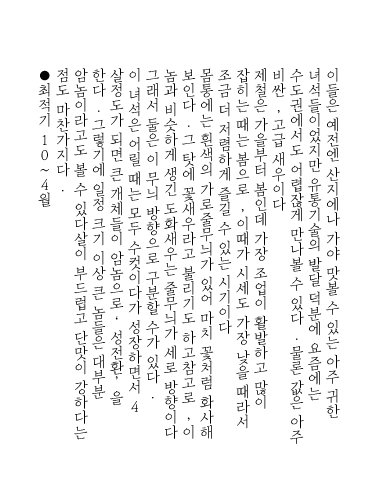 이들은 예전엔 산지에나 가야 맛볼 수 있는 아주 귀한
녀석들이었지만 유통기술의 발달 덕분에 요즘에는
수도권에서도 어렵잖게 만나볼 수 있다. 물론 값은 아주
비싼, 고급 새우이다
제철은 가을부터 봄인데 가장 조업이 활발하고 많이
잡히는 때는 봄으로, 이때가 시세도 가장 낮을 때라서
조금 더 저렴하게 즐길 수 있는 시기이다
몸통에는 흰색의 가로줄무늬가 있어 마치 꽃처럼 화사해
보인다. 그 탓에 꽃새우라고 불리기도 하고참고로, 이
놈과 비슷하게 생긴 도화새우는 줄무늬가 세로 방향이다
그래서 둘은 이 무늬 방향으로 구분할 수가 있다.
이 녀석은 어릴 때는 모두 수컷이다가 성장하면서 4
살정도가 되면 큰 개체들이 암놈으로, 성전환, 을
한다. 그렇기에 일정 크기 이상 큰 놈들은 대부분
암놈이라고도 볼 수 있다살이 부드럽고 단맛이 강하다는
점도 마찬가지다.
●최적기 10~4월